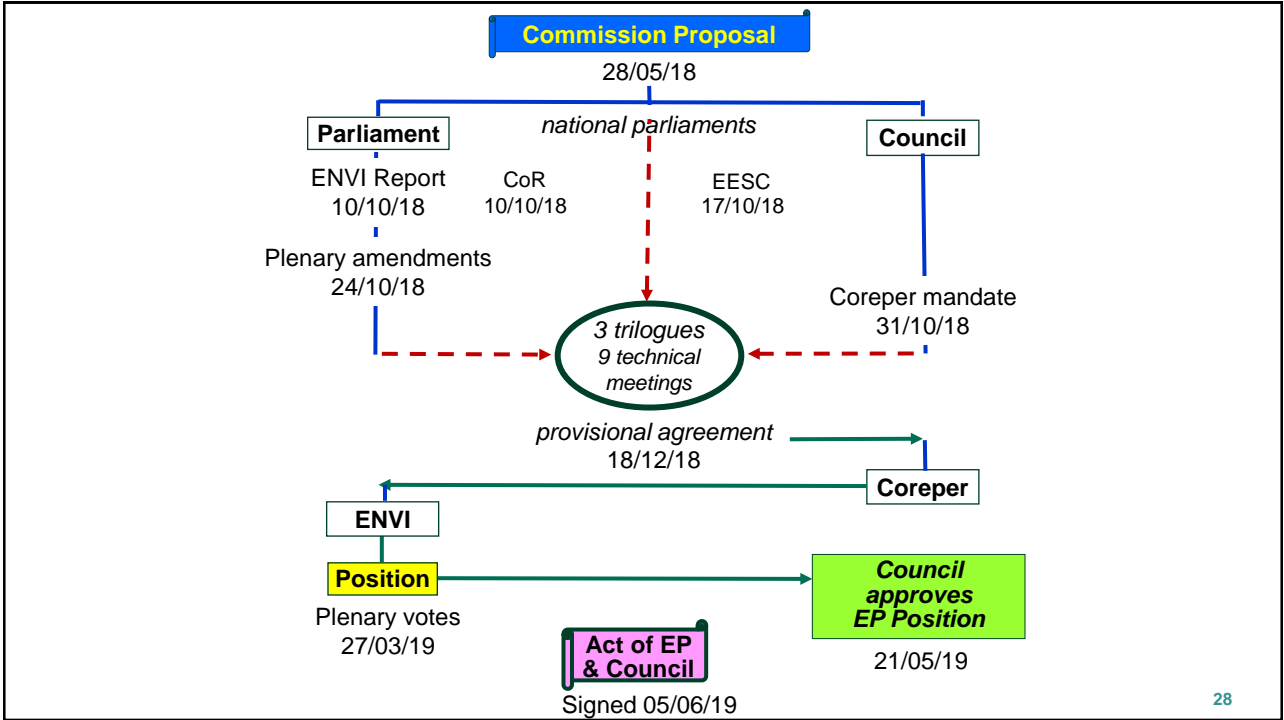 Commission Proposal
28/05/18
national parliaments
Parliament
Council
ENVI Report
10/10/18
CoR
10/10/18
EESC
17/10/18
Plenary amendments
24/10/18
Coreper mandate
31/10/18
3 trilogues
9 technical
meetings
provisional agreement
18/12/18
Coreper
ENVI
Position
Plenary votes
27/03/19
Council
approves
EP Position
21/05/19
Act of EP
& Council
Signed 05/06/19
28